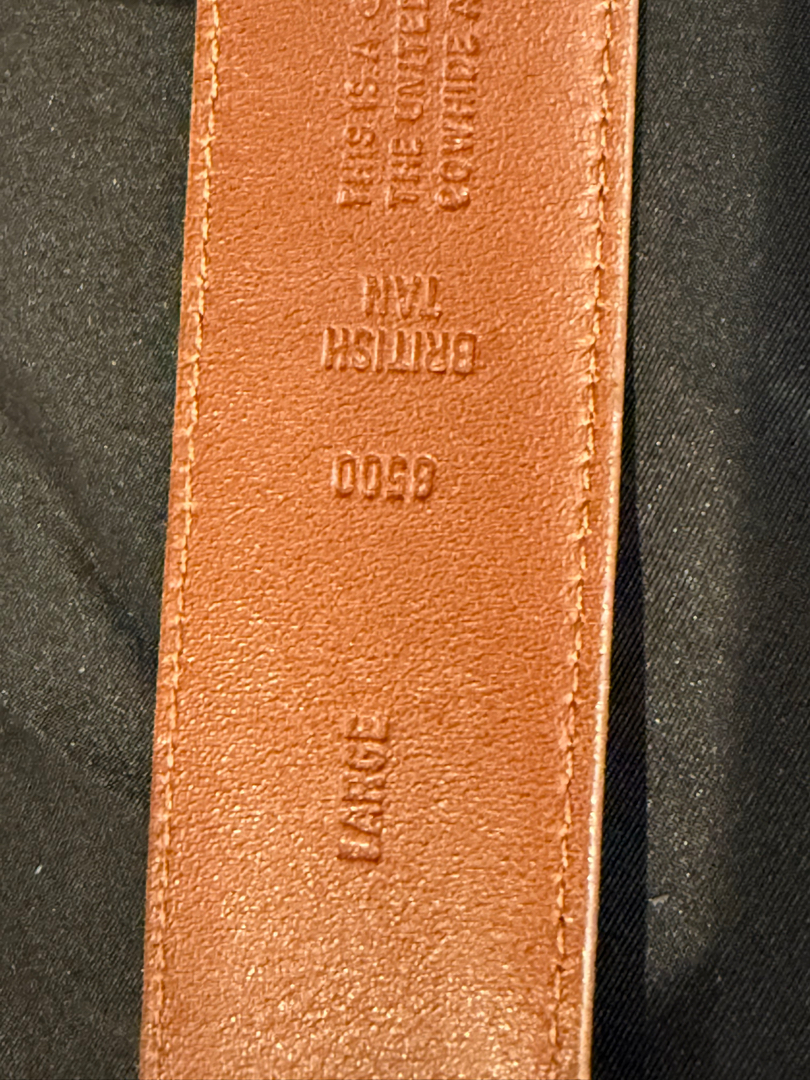 THIS IS A C
THE UNITED
COWHIDE A
BRITISH
TAN
8500
LARGE